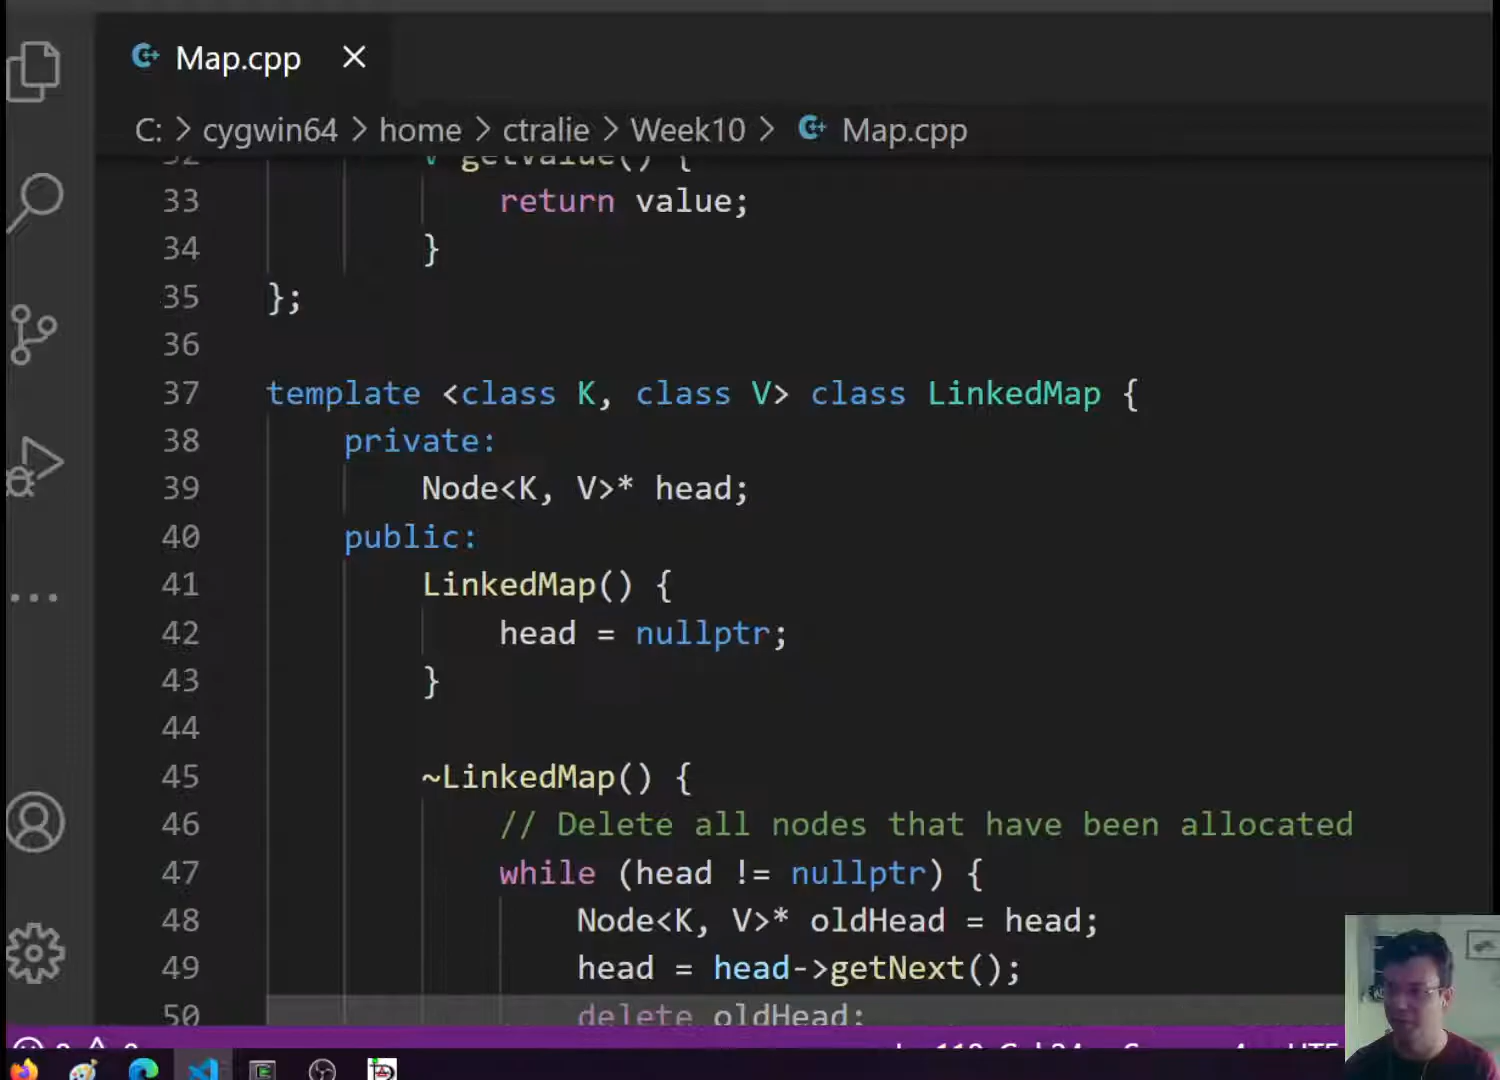 Map.cpp
C: > cygwin64 > home > ctralie > Week10 > Map.cpp
32 V getValue() {
33 return value;
34 }
35 };
36
37 template <class K, class V> class LinkedMap {
38 private:
39 Node<K, V>* head;
40 public:
41 LinkedMap() {
42 head = nullptr;
43 }
44
45 ~LinkedMap() {
46 // Delete all nodes that have been allocated
47 while (head != nullptr) {
48 Node<K, V>* oldHead = head;
49 head = head->getNext();
50 delete oldHead;